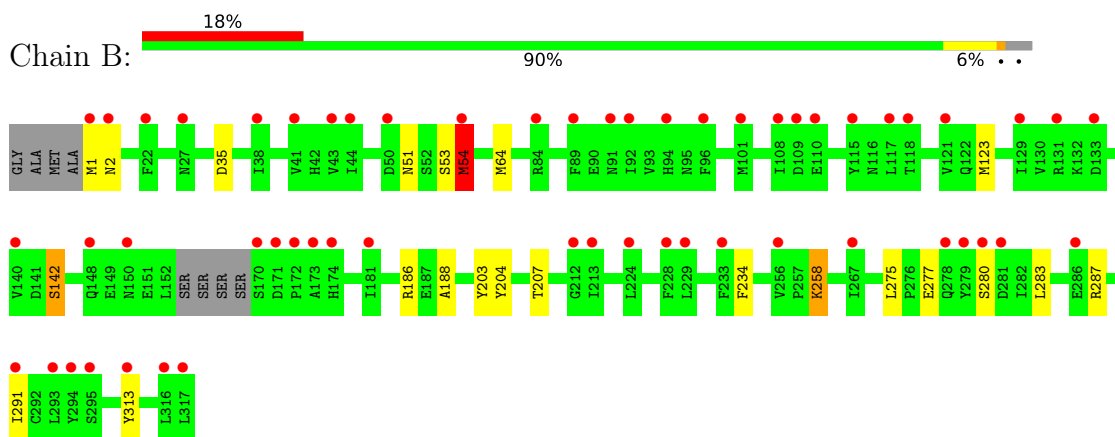 18%
Chain B:
90% 6% • •
GLY ALA MET ALA M1 N2 F22 N27 D35 I38 V41 H42 V43 I44 D50 N51 S52 S53 M54 M64 R84 F89 E90 N91 I92 V93 H94 N95 F96 M101 I108 D109 E110 Y115 N116 L117 T118 V121 Q122 M123 I129 V130 R131 K132 D133
V140 D141 S142 Q148 E149 N150 E151 L152 SER SER SER SER S170 D171 P172 A173 H174 I181 R186 E187 A188 Y203 Y204 T207 G212 I213 L224 F228 L229 F233 F234 V256 P257 K258 I267 L275 P276 E277 Q278 Y279 S280 D281 I282 L283 E286 R287
I291 C292 L293 Y294 S295 Y313 L316 L317